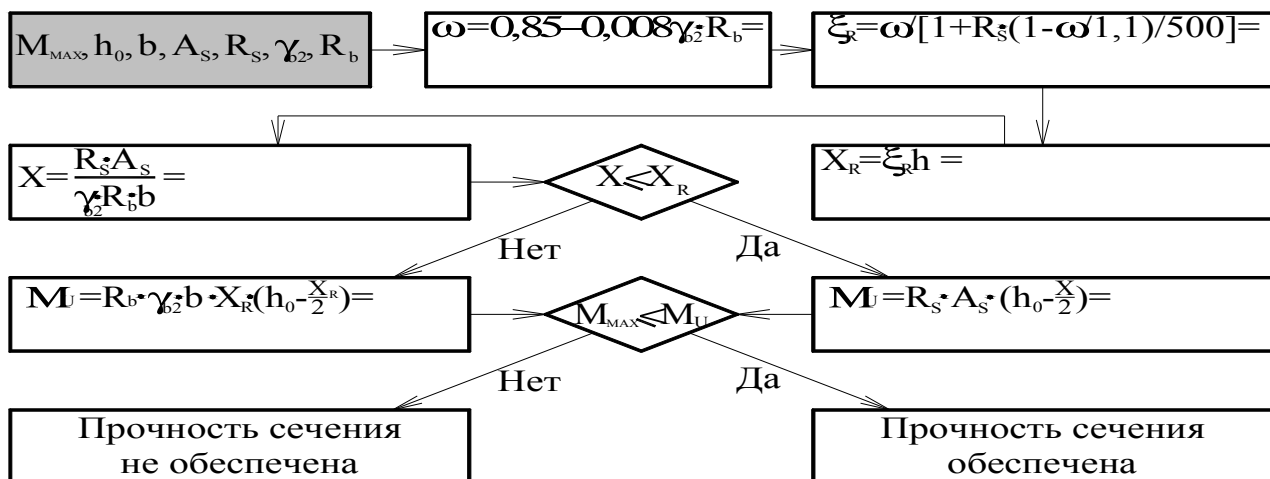 M_MAX, h_0, b, A_S, R_S, γ_b2, R_b
ω=0,85–0,008γ_b2·R_b=
ξ_R=ω/[1+R_S·(1-ω/1,1)/500]=
X=R_S·A_S/γ_b2·R_b·b=
X≤X_R
X_R=ξ_R h =
Нет
Да
M_U=R_b·γ_b2·b·X_R·(h_0-X_R/2)=
M_MAX≤M_U
M_U=R_S·A_S·(h_0-X/2)=
Нет
Да
Прочность сечения
не обеспечена
Прочность сечения
обеспечена